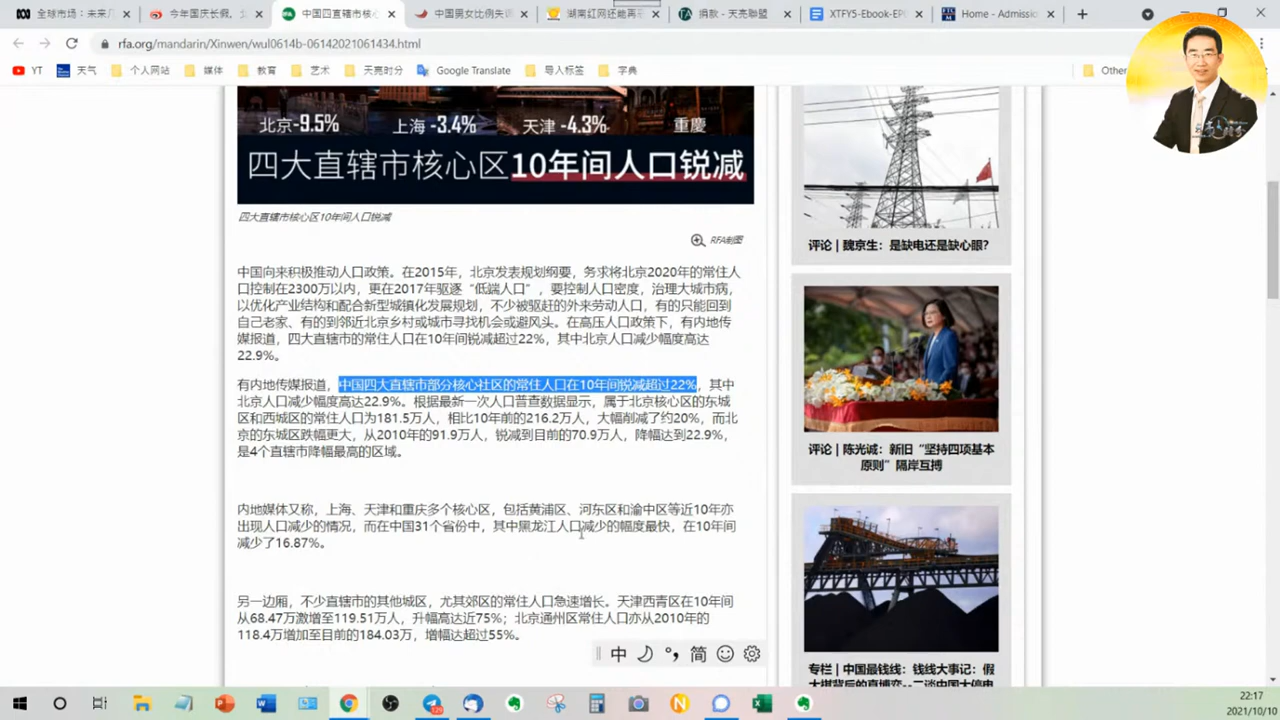 全球市场：未来几
今年国庆长假，
中国四直辖市核心
中国男女比例失
湖南红网还她再
捐款 - 天亮聯盟
XTFY5-Ebook-EP
Home - Admissio
rfa.org/mandarin/Xinwen/wul0614b-06142021061434.html
YT
天气
个人网站
媒体
教育
艺术
天亮时分
Google Translate
导入标签
字典
Other
北京-9.5% 上海 -3.4% 天津 -4.3% 重慶
四大直辖市核心区10年间人口锐减
四大直辖市核心区10年间人口锐减
RFA制图
中国向来积极推动人口政策。在2015年，北京发表规划纲要，务求将北京2020年的常住人
口控制在2300万以内，更在2017年驱逐“低端人口”，要控制人口密度，治理大城市病，
以优化产业结构和配合新型城镇化发展规划，不少被驱赶的外来劳动人口，有的只能回到
自己老家、有的到邻近北京乡村或城市寻找机会或避风头。在高压人口政策下，有内地传
媒报道，四大直辖市的常住人口在10年间锐减超过22%，其中北京人口减少幅度高达
22.9%。
有内地传媒报道，中国四大直辖市部分核心社区的常住人口在10年间锐减超过22%，其中
北京人口减少幅度高达22.9%。根据最新一次人口普查数据显示，属于北京核心区的东城
区和西城区的常住人口为181.5万人，相比10年前的216.2万人，大幅削减了约20%，而北
京的东城区跌幅更大，从2010年的91.9万人，锐减到目前的70.9万人，降幅达到22.9%，
是4个直辖市降幅最高的区域。
内地媒体又称，上海、天津和重庆多个核心区，包括黄浦区、河东区和渝中区等近10年亦
出现人口减少的情况，而在中国31个省份中，其中黑龙江人口减少的幅度最快，在10年间
减少了16.87%。
另一边厢，不少直辖市的其他城区，尤其郊区的常住人口急速增长。天津西青区在10年间
从68.47万激增至119.51万人，升幅高达近75%；北京通州区常住人口亦从2010年的
118.4万增加至目前的184.03万，增幅达超过55%。
评论 | 魏京生：是缺电还是缺心眼？
评论 | 陈光诚：新旧“坚持四项基本
原则”隔岸互搏
专栏 | 中国最钱线：钱线大事记：假
大棋背后的真博弈--二谈中国大停电
中 简
22:17
2021/10/10